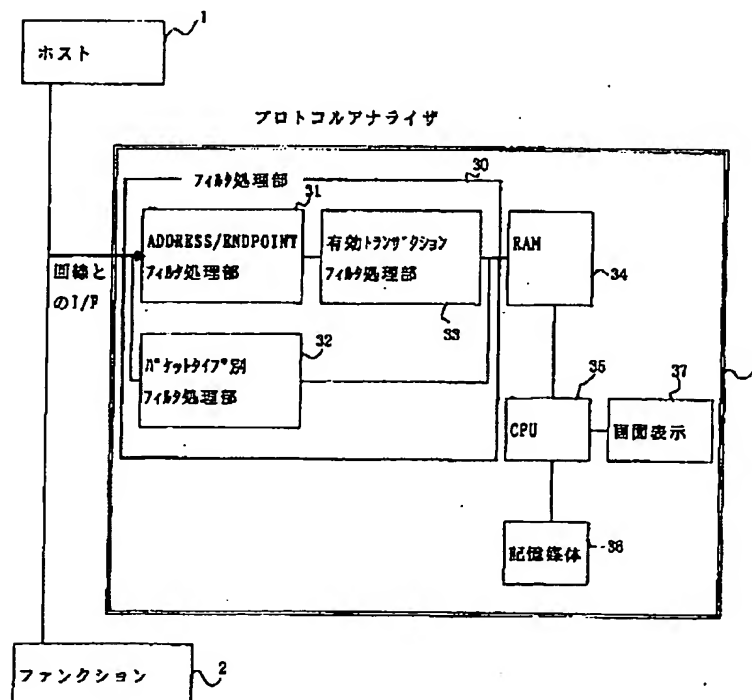 1
ホスト
プロトコルアナライザ
フィルタ処理部
30
31
ADDRESS/ENDPOINT
フィルタ処理部
有効トランザクション
フィルタ処理部
33
RAM
34
回線と
のI/F
32
パケットタイプ別
フィルタ処理部
35
CPU
37
画面表示
記憶媒体
36
ファンクション
2